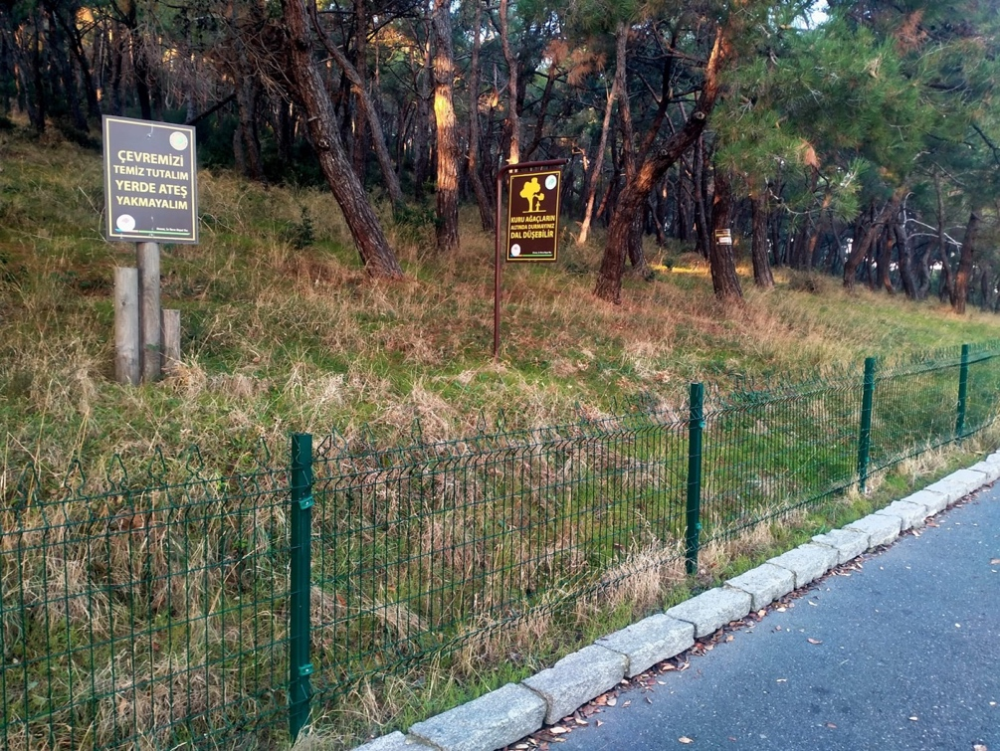 ÇEVREMİZİ
TEMİZ TUTALIM
YERDE ATEŞ
YAKMAYALIM
KURU AĞAÇLARIN
ALTINDA DURMAYINIZ
DAL DÜŞEBİLİR